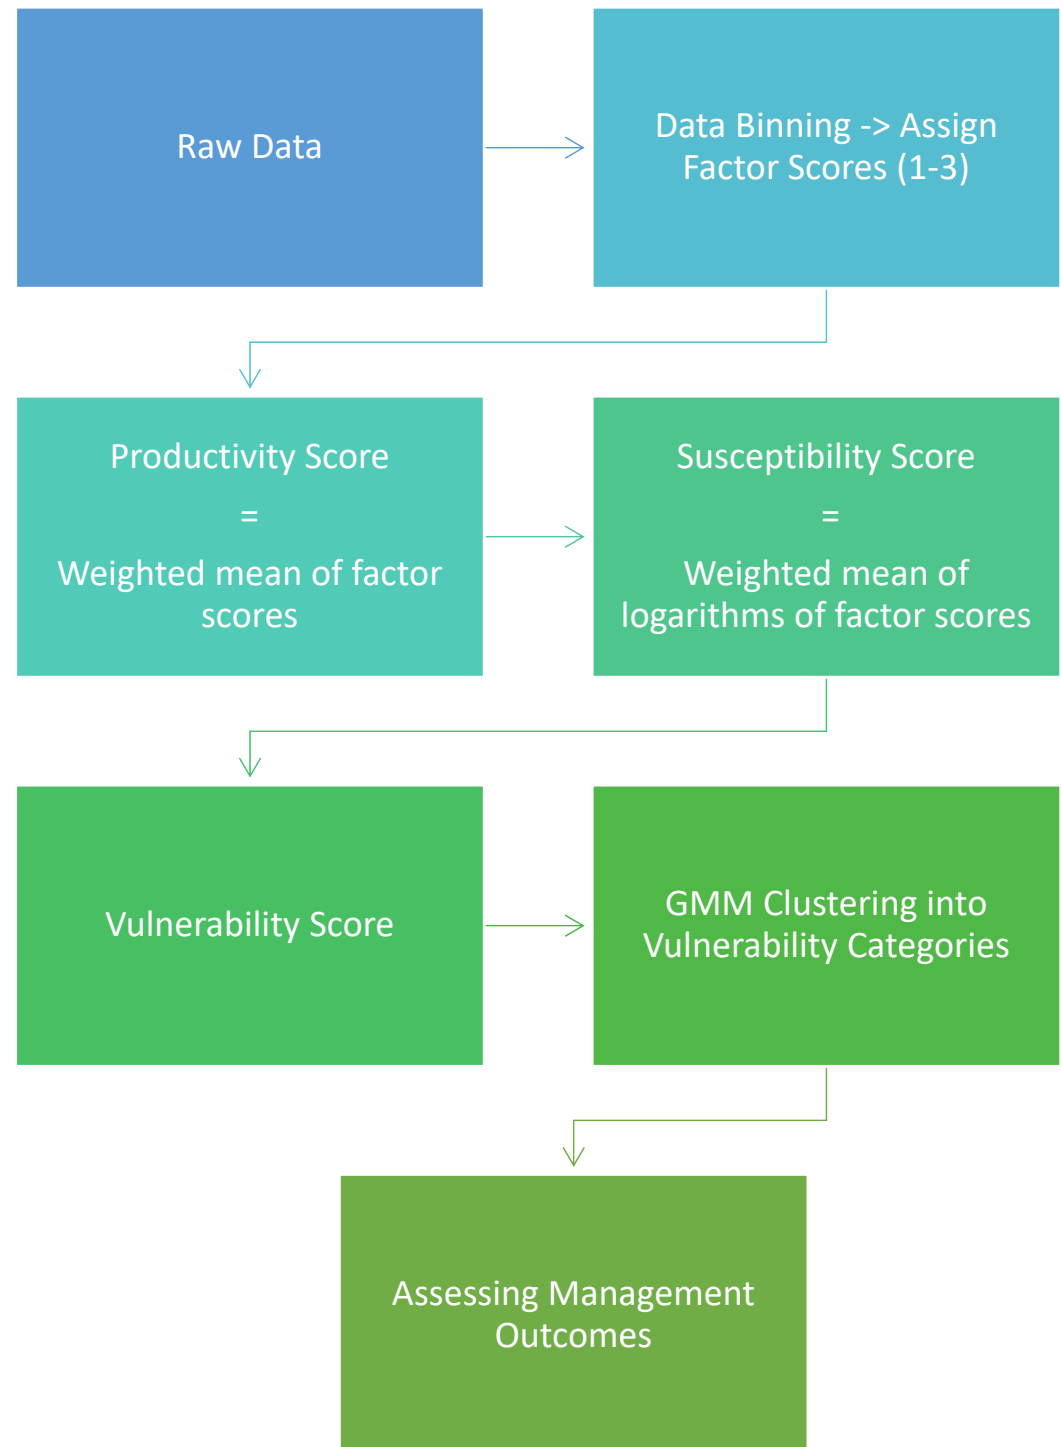 Raw Data
Data Binning -> Assign
Factor Scores (1-3)
Productivity Score
=
Weighted mean of factor
scores
Susceptibility Score
=
Weighted mean of
logarithms of factor scores
Vulnerability Score
GMM Clustering into
Vulnerability Categories
Assessing Management
Outcomes